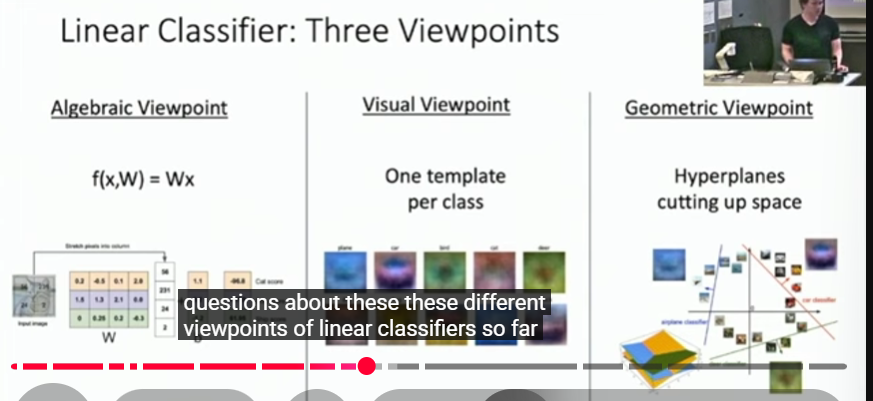 Linear Classifier: Three Viewpoints
Algebraic Viewpoint
f(x,W) = Wx
Stretch pixels into column
Input image
0.2 -0.5 0.1 2.0
1.5 1.3 2.1 0.0
0 0.25 0.2 -0.3
W
56
231
24
2
1.1
-96.8
Cat score
Visual Viewpoint
One template
per class
plane car bird cat deer
Geometric Viewpoint
Hyperplanes
cutting up space
car classifier
airplane classifier
deer classifier
questions about these these different
viewpoints of linear classifiers so far